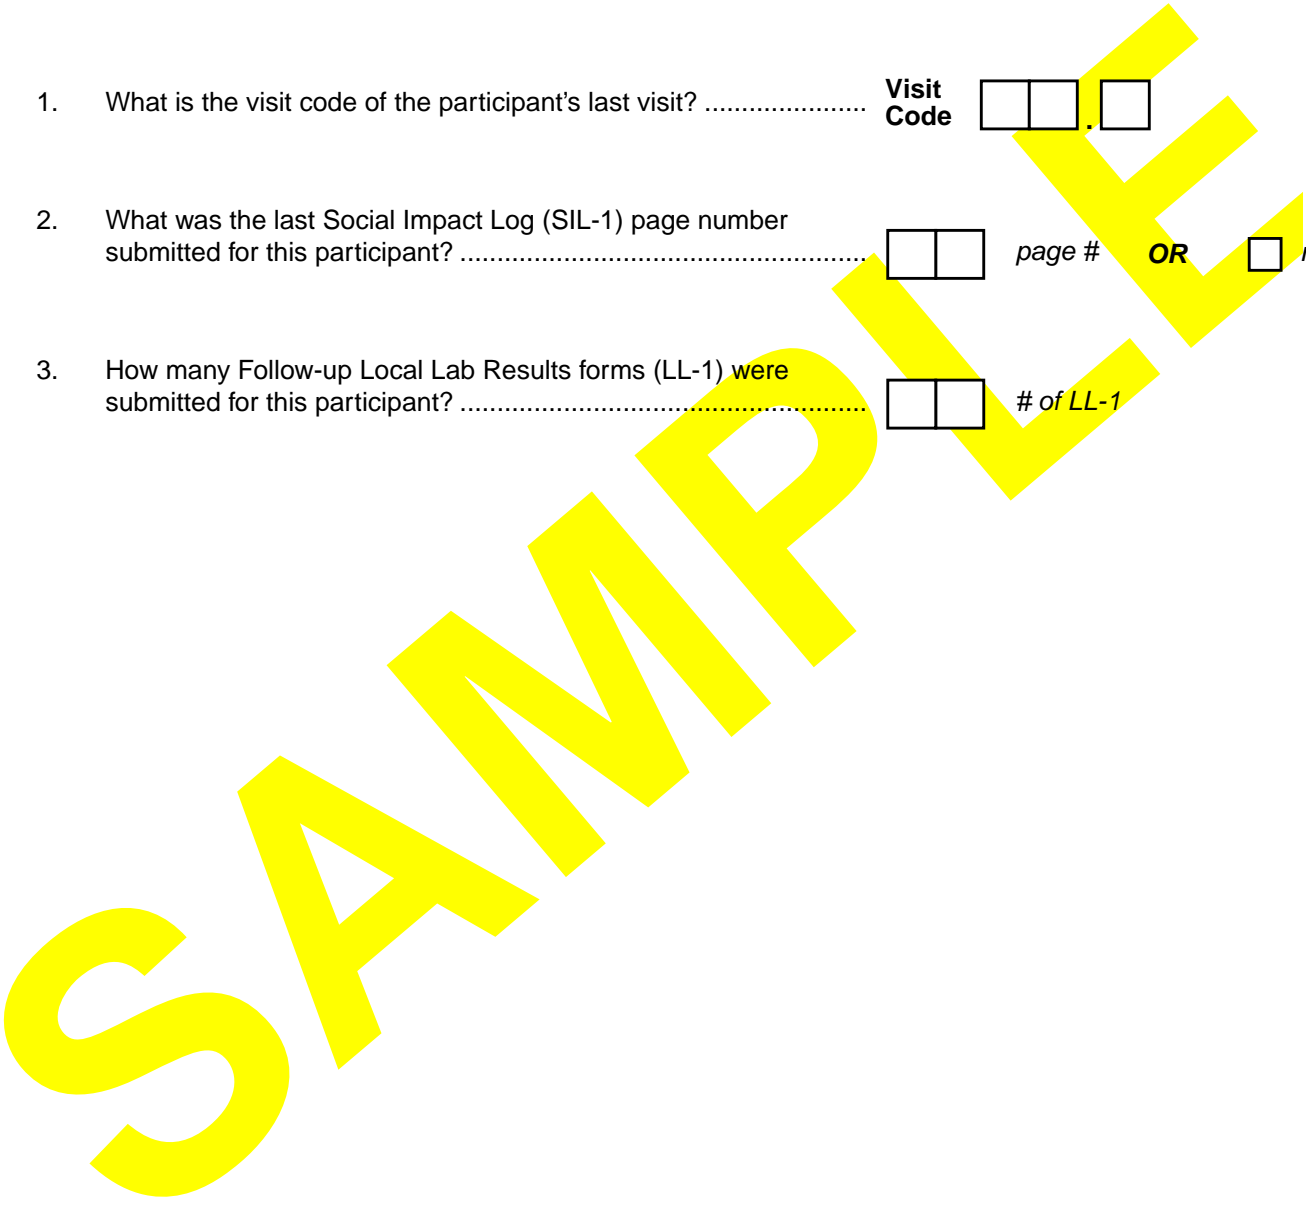 1. What is the visit code of the participant's last visit? ...................... Visit Code .
2. What was the last Social Impact Log (SIL-1) page number
submitted for this participant? ....................................................... page # OR
3. How many Follow-up Local Lab Results forms (LL-1) were
submitted for this participant? ....................................................... # of LL-1
SAMPLE